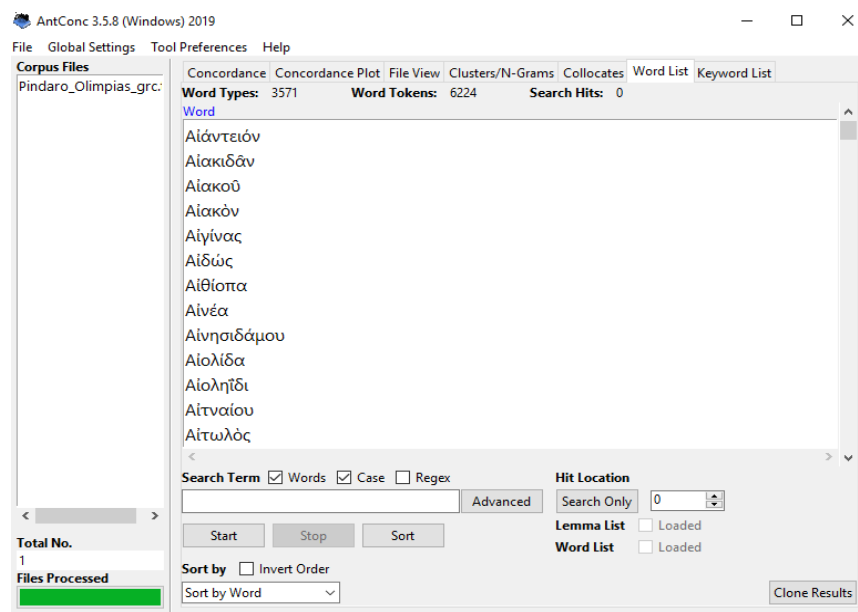 AntConc 3.5.8 (Windows) 2019
File Global Settings Tool Preferences Help
Corpus Files
Pindaro_Olimpias_grc.
Total No.
1
Files Processed
Concordance Concordance Plot File View Clusters/N-Grams Collocates Word List Keyword List
Word Types: 3571 Word Tokens: 6224 Search Hits: 0
Word
Αἰάντειόν
Αἰακιδᾶν
Αἰακοῦ
Αἰακὸν
Αἰγίνας
Αἰδώς
Αἰθίοπα
Αἰνέα
Αἰνησιδάμου
Αἰολίδα
Αἰοληΐδι
Αἰτναίου
Αἰτωλὸς
Search Term Words Case Regex
Hit Location
Advanced
Search Only 0
Start Stop Sort
Lemma List Loaded
Word List Loaded
Sort by Invert Order
Sort by Word
Clone Results